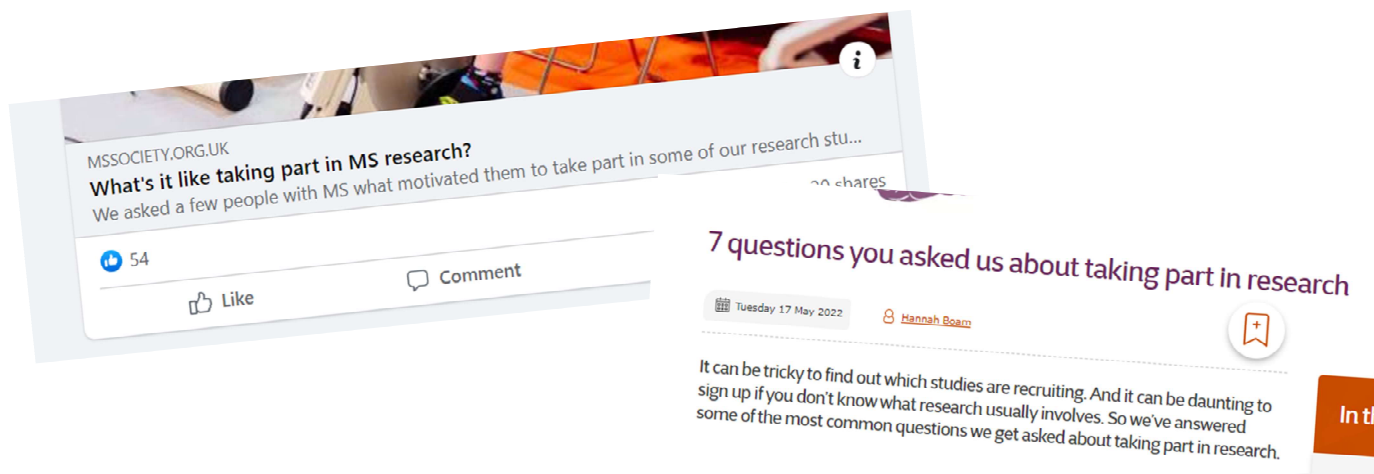 MSSOCIETY.ORG.UK
What's it like taking part in MS research?
We asked a few people with MS what motivated them to take part in some of our research stu...
shares
54
Like
Comment
7 questions you asked us about taking part in research
Tuesday 17 May 2022
Hannah Boam
It can be tricky to find out which studies are recruiting. And it can be daunting to
sign up if you don't know what research usually involves. So we've answered
some of the most common questions we get asked about taking part in research.
In